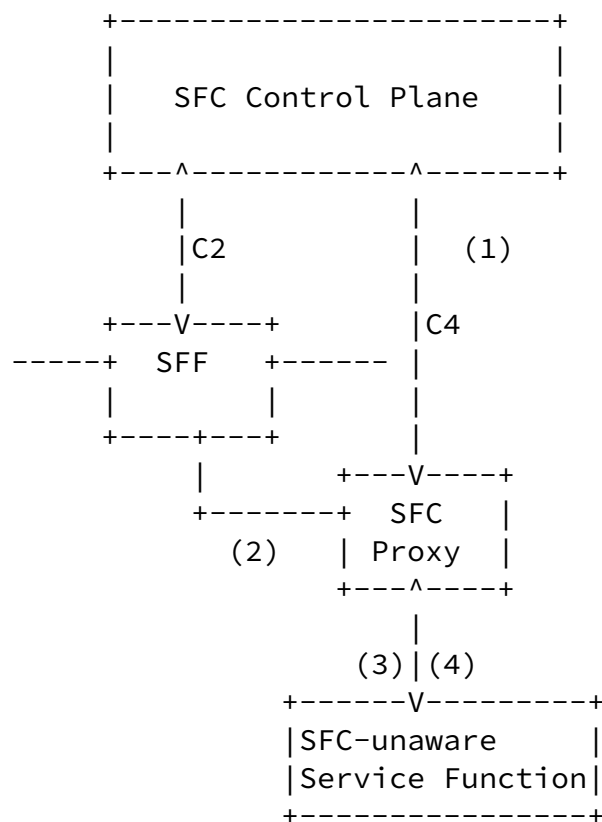 SFC Control Plane
C2 (1)
C4
SFF
SFC
(2) Proxy
(3) (4)
SFC-unaware
Service Function